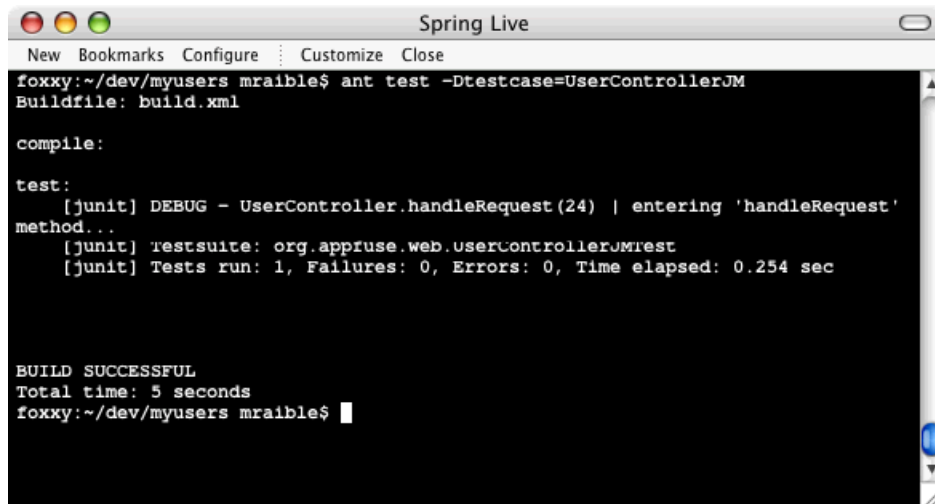 Spring Live
New Bookmarks Configure Customize Close
foxxy:~/dev/myusers mraible$ ant test -Dtestcase=UserControllerJM
Buildfile: build.xml
compile:
test:
[junit] DEBUG - UserController.handleRequest(24) | entering 'handleRequest'
method...
[junit] Testsuite: org.appfuse.web.UserControllerJMTest
[junit] Tests run: 1, Failures: 0, Errors: 0, Time elapsed: 0.254 sec
BUILD SUCCESSFUL
Total time: 5 seconds
foxxy:~/dev/myusers mraible$